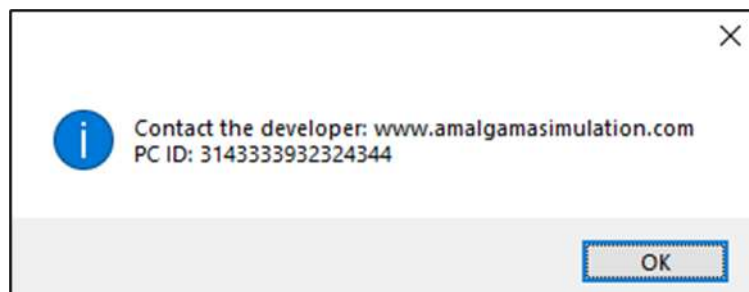 Contact the developer: www.amalgamasimulation.com
PC ID: 3143333932324344
OK